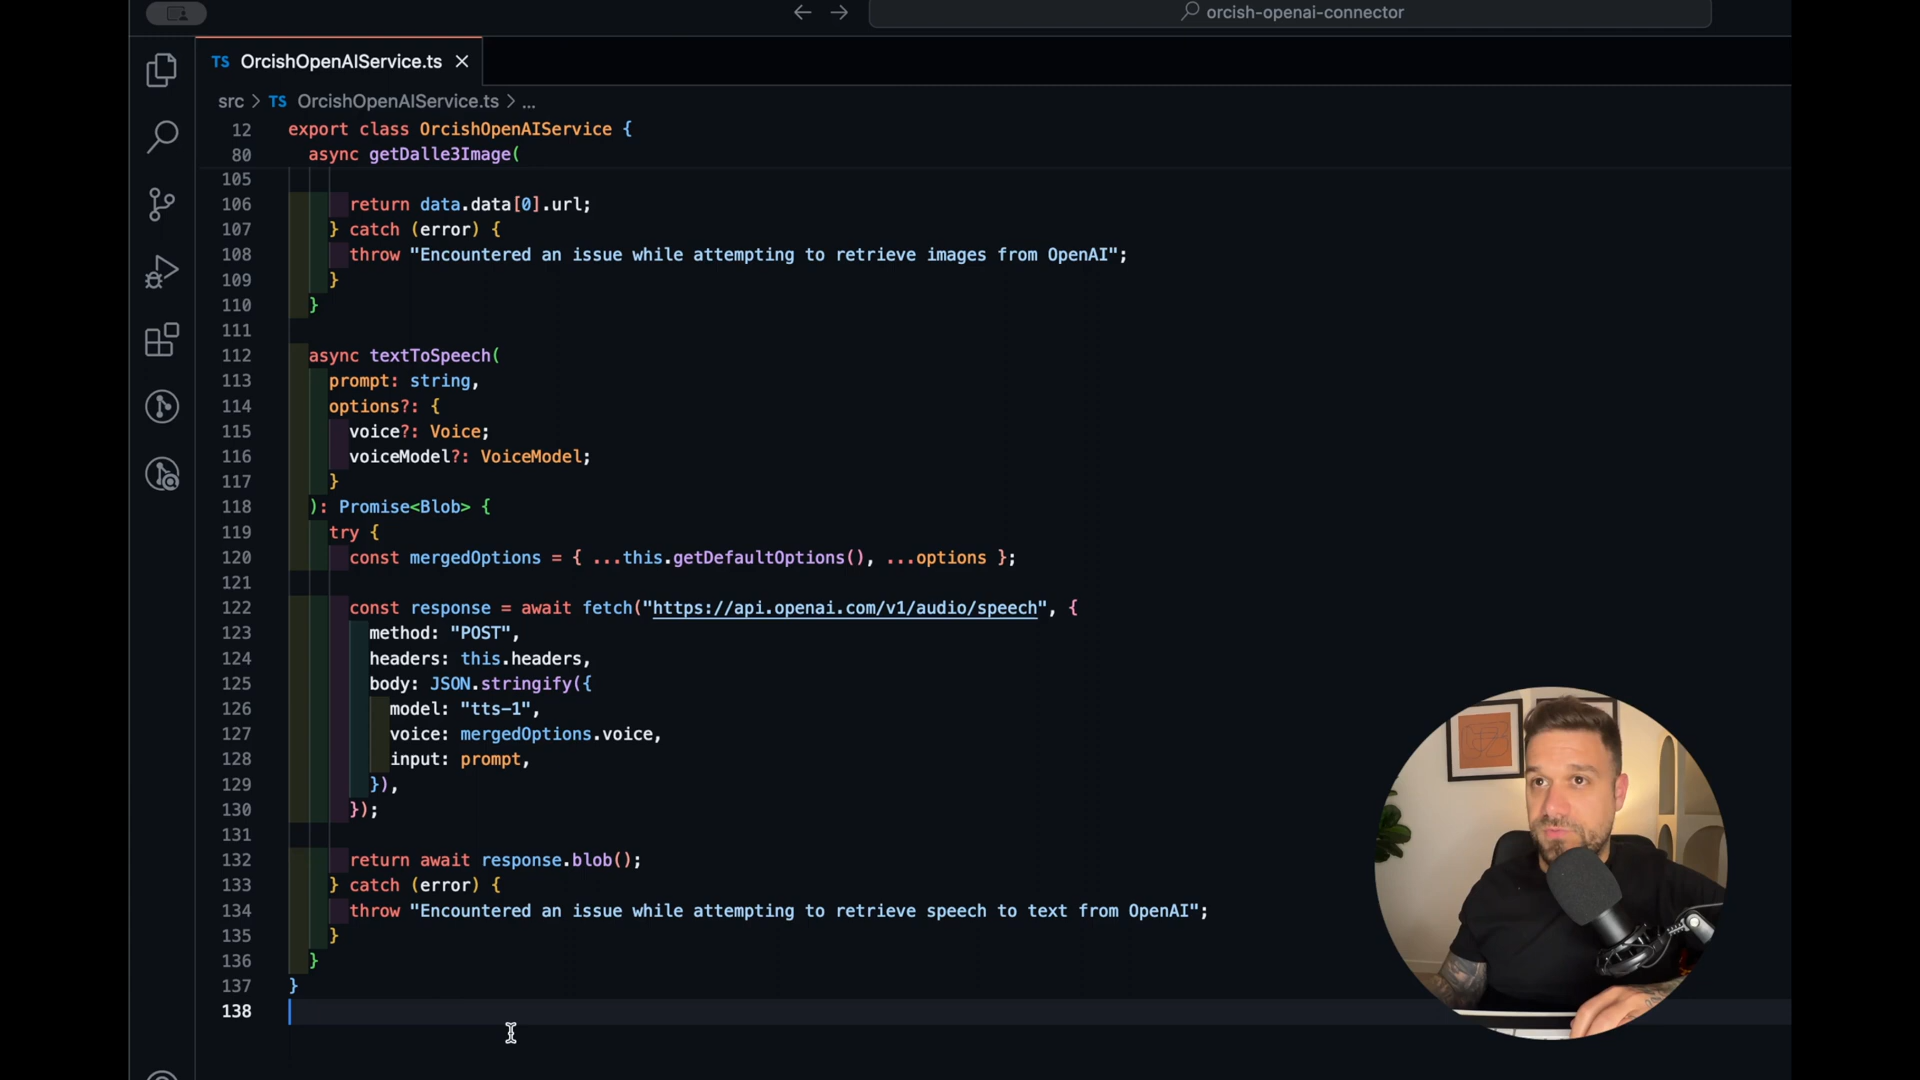 orcish-openai-connector
TS OrcishOpenAIService.ts
src > TS OrcishOpenAIService.ts > ...
12 export class OrcishOpenAIService {
80 async getDalle3Image(
105
106 return data.data[0].url;
107 } catch (error) {
108 throw "Encountered an issue while attempting to retrieve images from OpenAI";
109 }
110 }
111
112 async textToSpeech(
113 prompt: string,
114 options?: {
115 voice?: Voice;
116 voiceModel?: VoiceModel;
117 }
118 ): Promise<Blob> {
119 try {
120 const mergedOptions = { ...this.getDefaultOptions(), ...options };
121
122 const response = await fetch("https://api.openai.com/v1/audio/speech", {
123 method: "POST",
124 headers: this.headers,
125 body: JSON.stringify({
126 model: "tts-1",
127 voice: mergedOptions.voice,
128 input: prompt,
129 }),
130 });
131
132 return await response.blob();
133 } catch (error) {
134 throw "Encountered an issue while attempting to retrieve speech to text from OpenAI";
135 }
136 }
137 }
138